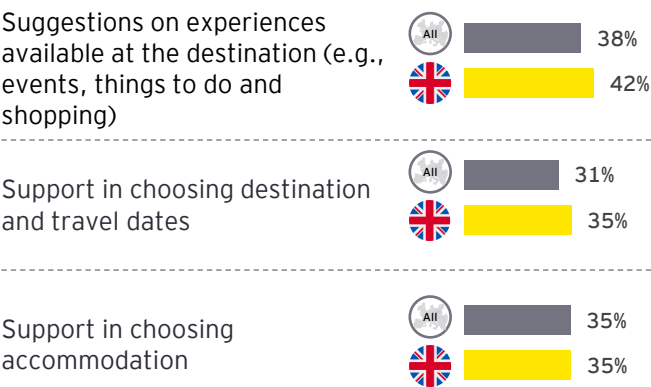 Suggestions on experiences
available at the destination (e.g.,
events, things to do and
shopping)
All
38%
42%
Support in choosing destination
and travel dates
All
31%
35%
Support in choosing
accommodation
All
35%
35%